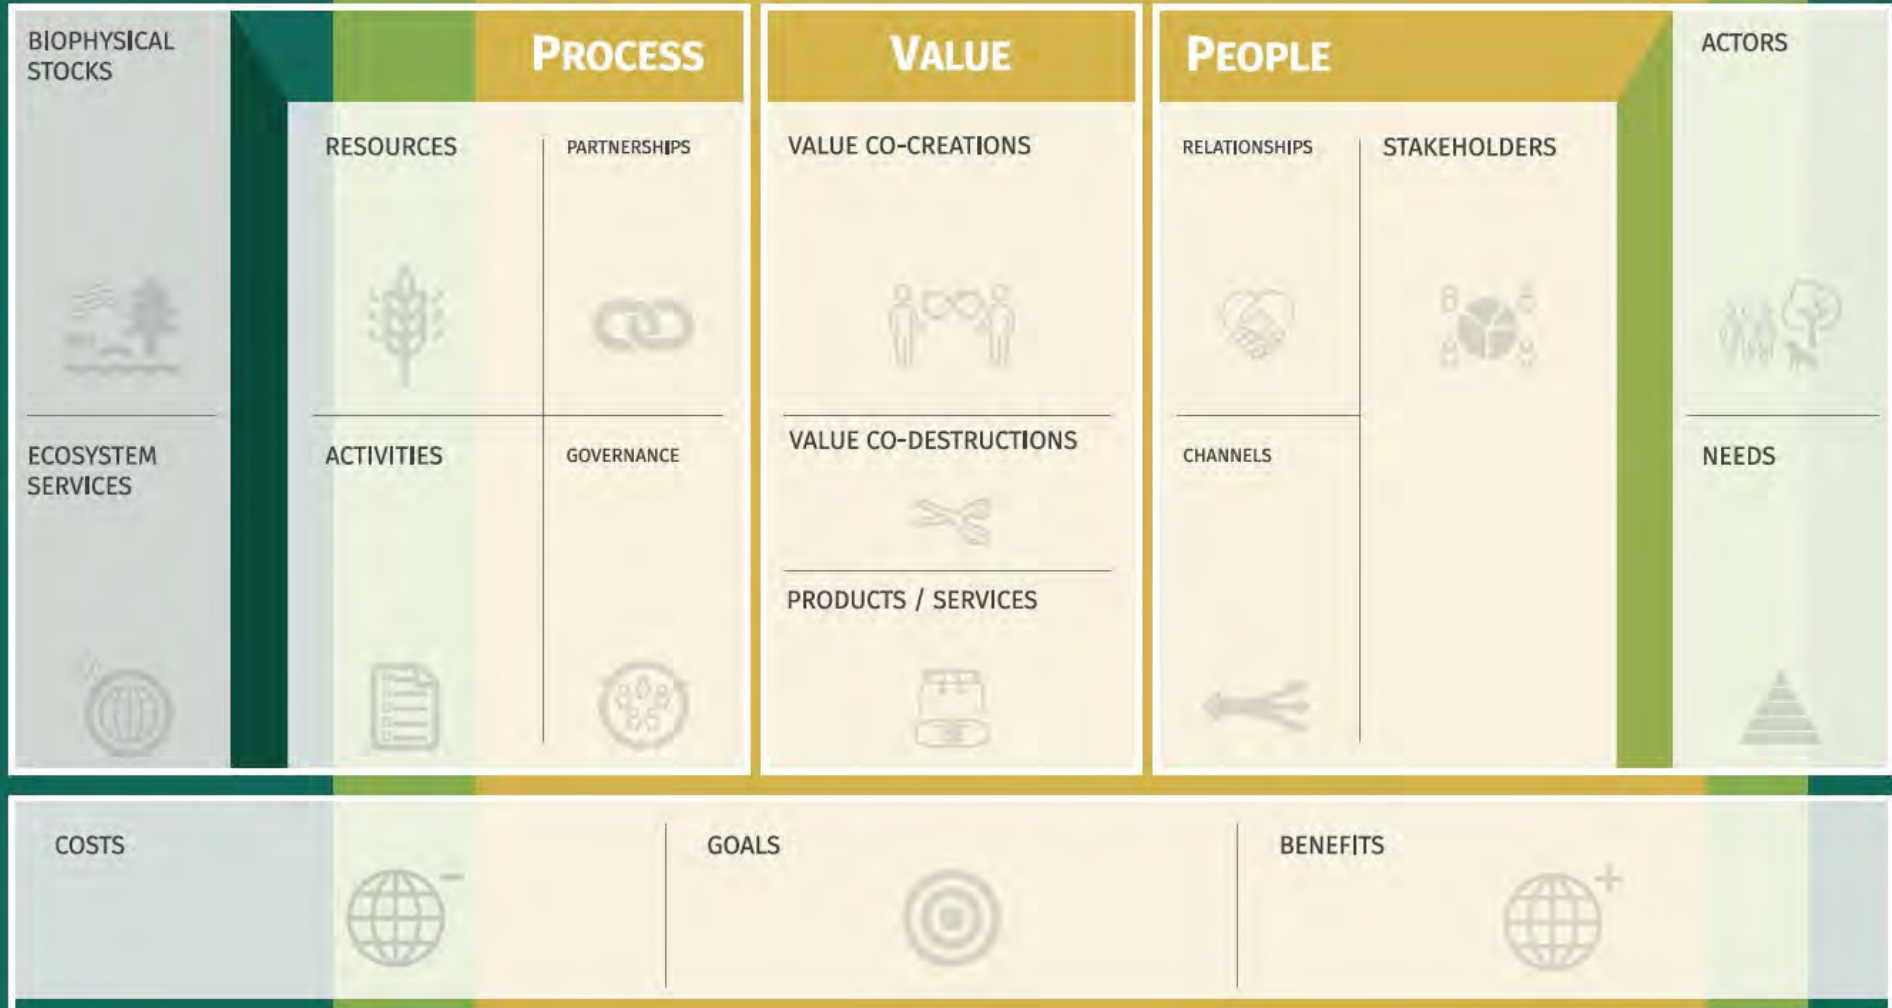 BIOPHYSICAL
STOCKS
ECOSYSTEM
SERVICES
PROCESS
RESOURCES
PARTNERSHIPS
ACTIVITIES
GOVERNANCE
VALUE
VALUE CO-CREATIONS
VALUE CO-DESTRUCTIONS
PRODUCTS / SERVICES
PEOPLE
RELATIONSHIPS
STAKEHOLDERS
CHANNELS
ACTORS
NEEDS
COSTS
GOALS
BENEFITS